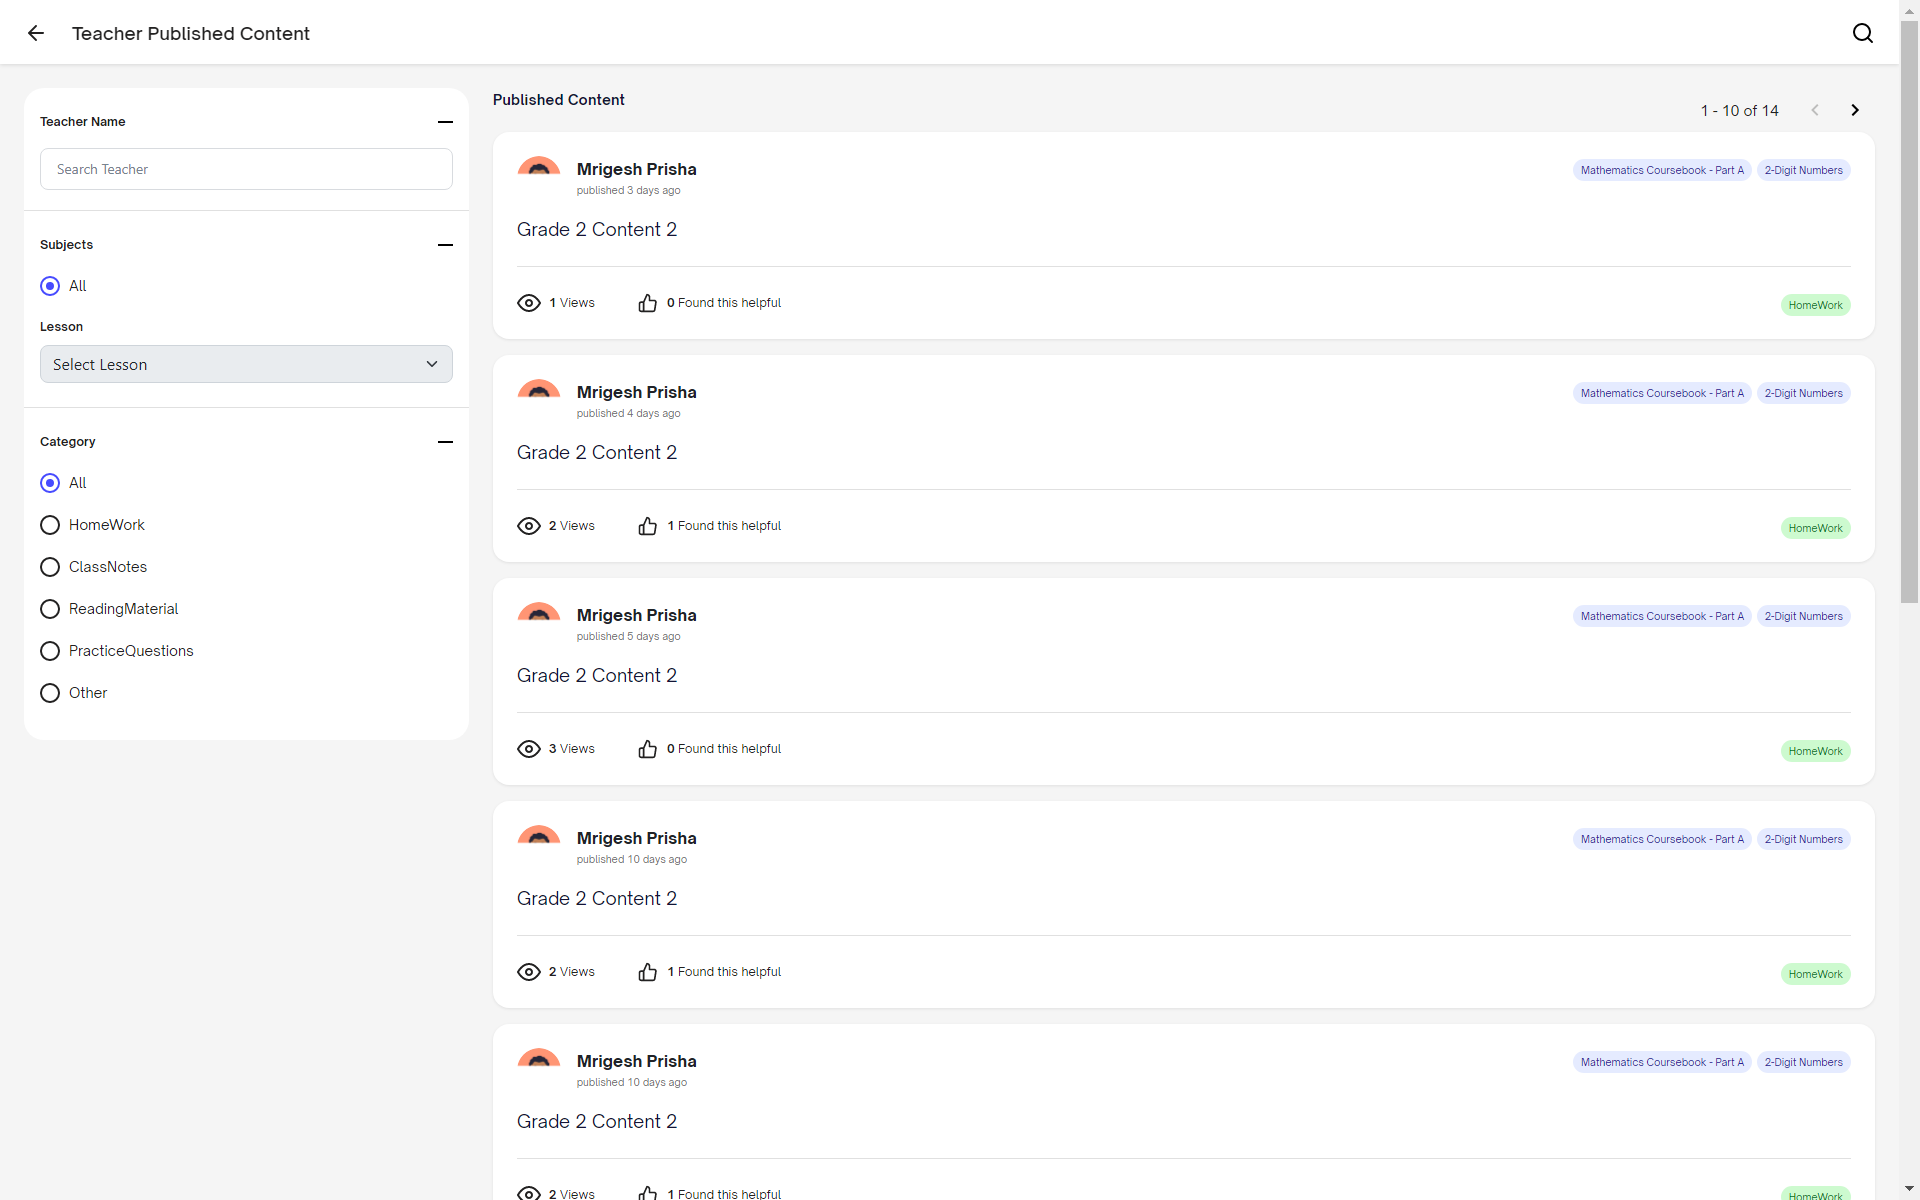 Teacher Published Content
Teacher Name
Search Teacher
Subjects
All
Lesson
Select Lesson
Category
All
HomeWork
ClassNotes
ReadingMaterial
PracticeQuestions
Other
Published Content
1 - 10 of 14
Mrigesh Prisha
published 3 days ago
Mathematics Coursebook - Part A 2-Digit Numbers
Grade 2 Content 2
1 Views 0 Found this helpful
HomeWork
Mrigesh Prisha
published 4 days ago
Mathematics Coursebook - Part A 2-Digit Numbers
Grade 2 Content 2
2 Views 1 Found this helpful
HomeWork
Mrigesh Prisha
published 5 days ago
Mathematics Coursebook - Part A 2-Digit Numbers
Grade 2 Content 2
3 Views 0 Found this helpful
HomeWork
Mrigesh Prisha
published 10 days ago
Mathematics Coursebook - Part A 2-Digit Numbers
Grade 2 Content 2
2 Views 1 Found this helpful
HomeWork
Mrigesh Prisha
published 10 days ago
Mathematics Coursebook - Part A 2-Digit Numbers
Grade 2 Content 2
2 Views 1 Found this helpful
HomeWork